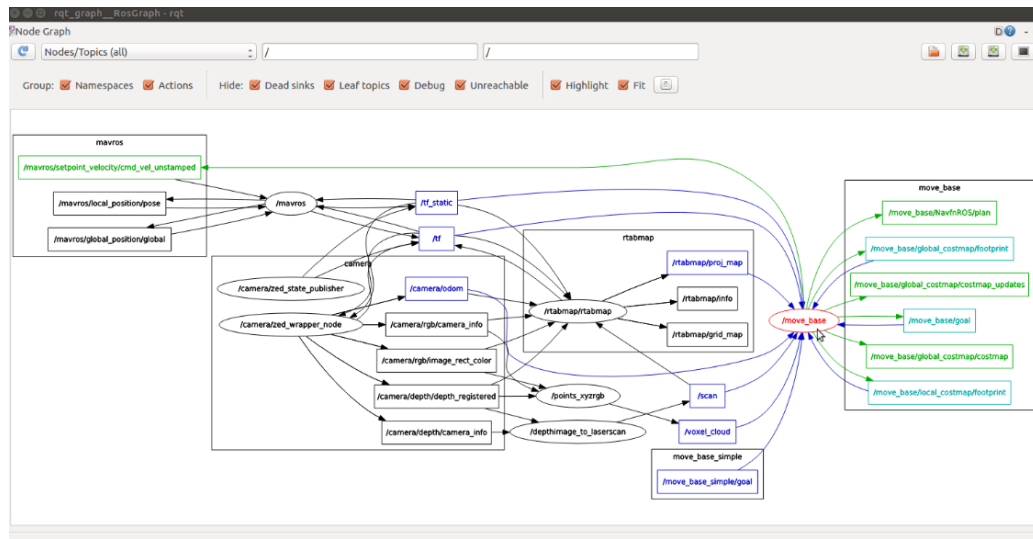 rqt_graph__RosGraph - rqt
Node Graph
D
-
Nodes/Topics (all)
/
/
Group:
Namespaces
Actions
Hide:
Dead sinks
Leaf topics
Debug
Unreachable
Highlight
Fit
mavros
/mavros/setpoint_velocity/cmd_vel_unstamped
/mavros/local_position/pose
/mavros/global_position/global
/mavros
/tf_static
/tf
camera
/camera/zed_state_publisher
/camera/zed_wrapper_node
/camera/odom
/camera/rgb/camera_info
/camera/rgb/image_rect_color
/camera/depth/depth_registered
/camera/depth/camera_info
rtabmap
/rtabmap/rtabmap
/rtabmap/proj_map
/rtabmap/info
/rtabmap/grid_map
/points_xyzrgb
/depthimage_to_laserscan
/scan
/voxel_cloud
move_base_simple
/move_base_simple/goal
/move_base
move_base
/move_base/NavfnROS/plan
/move_base/global_costmap/footprint
/move_base/global_costmap/costmap_updates
/move_base/goal
/move_base/global_costmap/costmap
/move_base/local_costmap/footprint